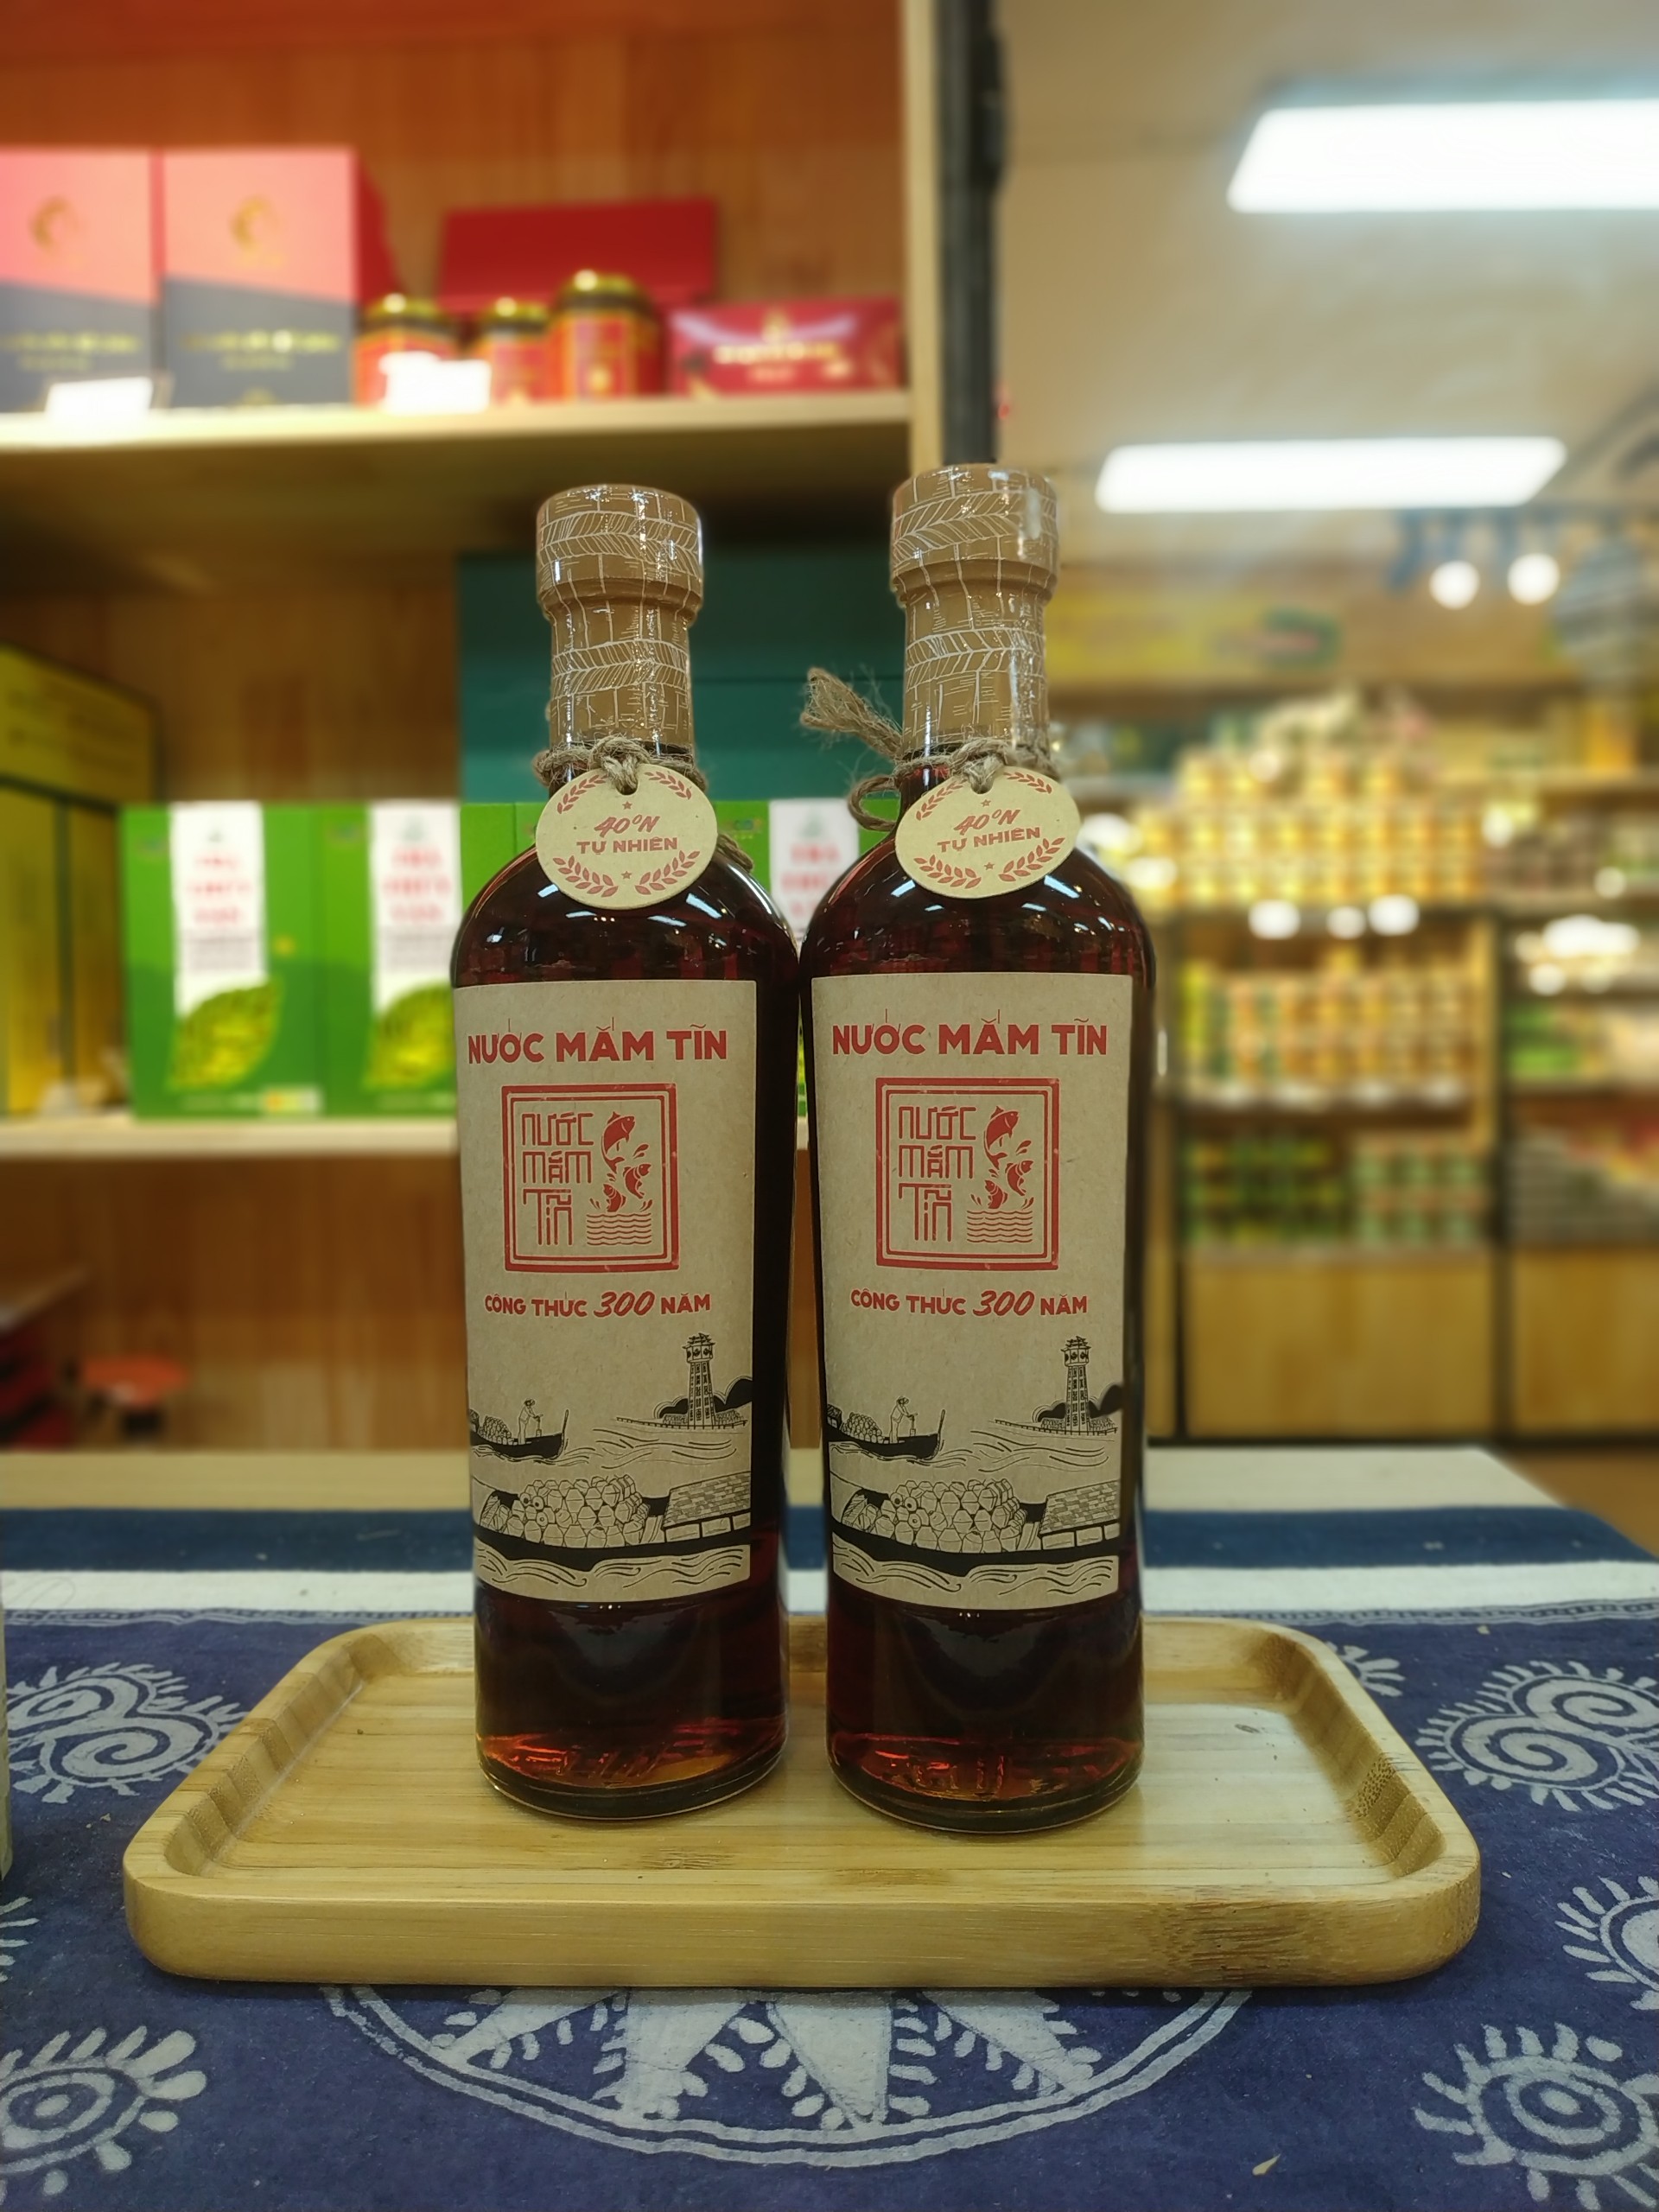 40°N
TỰ NHIÊN
40°N
TỰ NHIÊN
NƯỚC MẮM TĨN
nước
mắm
Tĩn
CÔNG THỨC 300 NĂM
NƯỚC MẮM TĨN
nước
mắm
Tĩn
CÔNG THỨC 300 NĂM